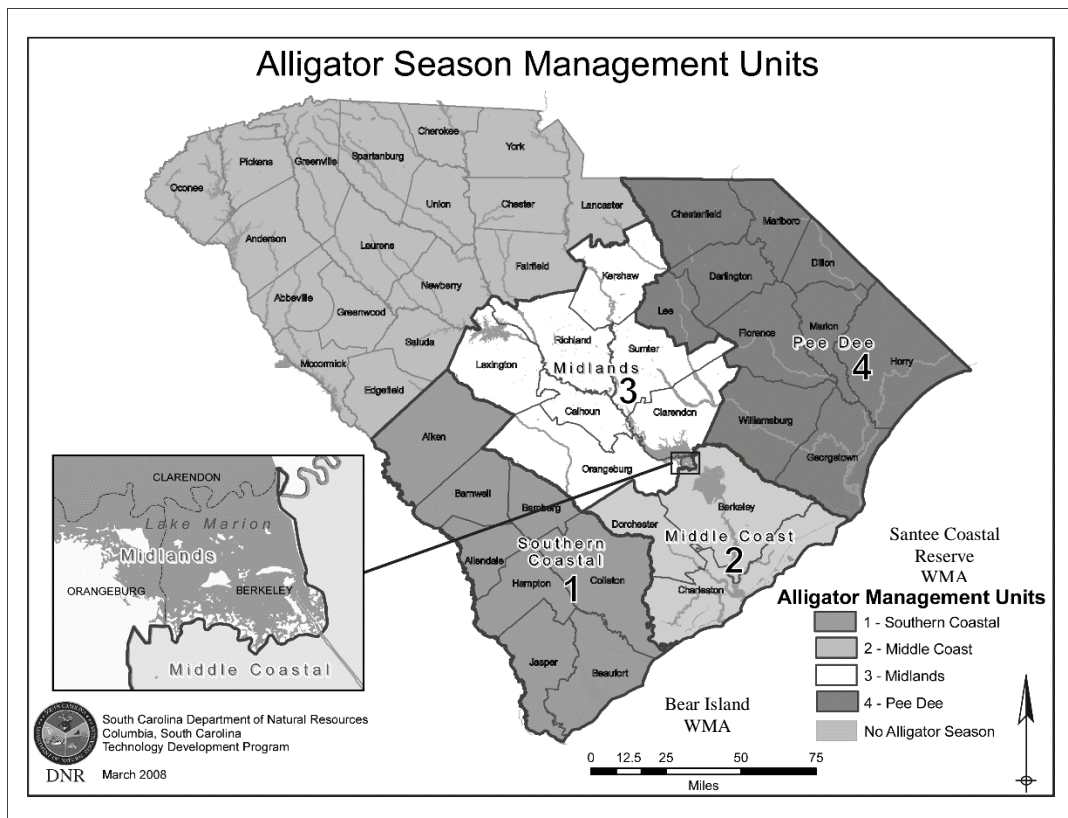 Alligator Season Management Units
Cherokee
York
Pickens
Greenville
Spartanburg
Oconee
Union
Chester
Lancaster
Chesterfield
Marlboro
Anderson
Laurens
Fairfield
Kershaw
Darlington
Dillon
Abbeville
Greenwood
Newberry
Lee
Florence
Marion
Horry
Mccormick
Saluda
Edgefield
Lexington
Richland
Sumter
Midlands
3
Pee Dee
4
Calhoun
Clarendon
Williamsburg
Georgetown
Aiken
Orangeburg
Barnwell
Bamberg
Berkeley
Dorchester
Middle Coast
2
Southern
Coastal
1
Allendale
Hampton
Colleton
Charleston
Jasper
Beaufort
CLARENDON
Lake Marion
Midlands
ORANGEBURG
BERKELEY
Middle Coastal
Santee Coastal
Reserve
WMA
Bear Island
WMA
Alligator Management Units
1 - Southern Coastal
2 - Middle Coast
3 - Midlands
4 - Pee Dee
No Alligator Season
South Carolina Department of Natural Resources
Columbia, South Carolina
Technology Development Program
DNR
March 2008
0 12.5 25 50 75
Miles